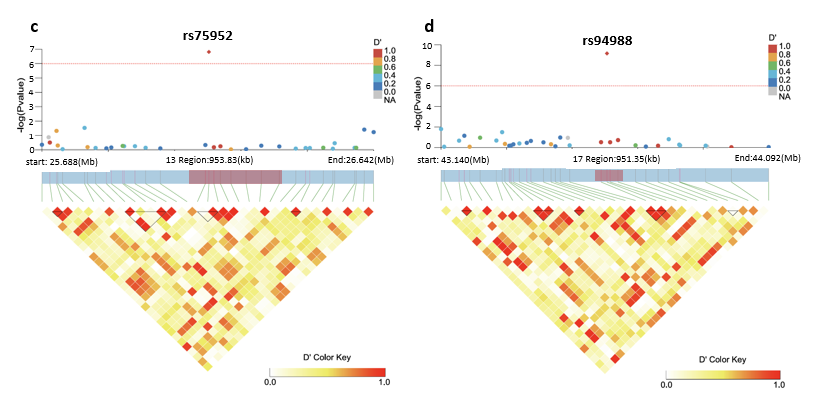 c
rs75952
-log(Pvalue)
7
6
5
4
3
2
1
0
D'
1.0
0.8
0.6
0.4
0.2
0.0
NA
start: 25.688(Mb) 13 Region:953.83(kb) End:26.642(Mb)
D' Color Key
0.0 1.0
d
rs94988
-log(Pvalue)
10
8
6
4
2
0
D'
1.0
0.8
0.6
0.4
0.2
0.0
NA
start: 43.140(Mb) 17 Region:951.35(kb) End:44.092(Mb)
D' Color Key
0.0 1.0